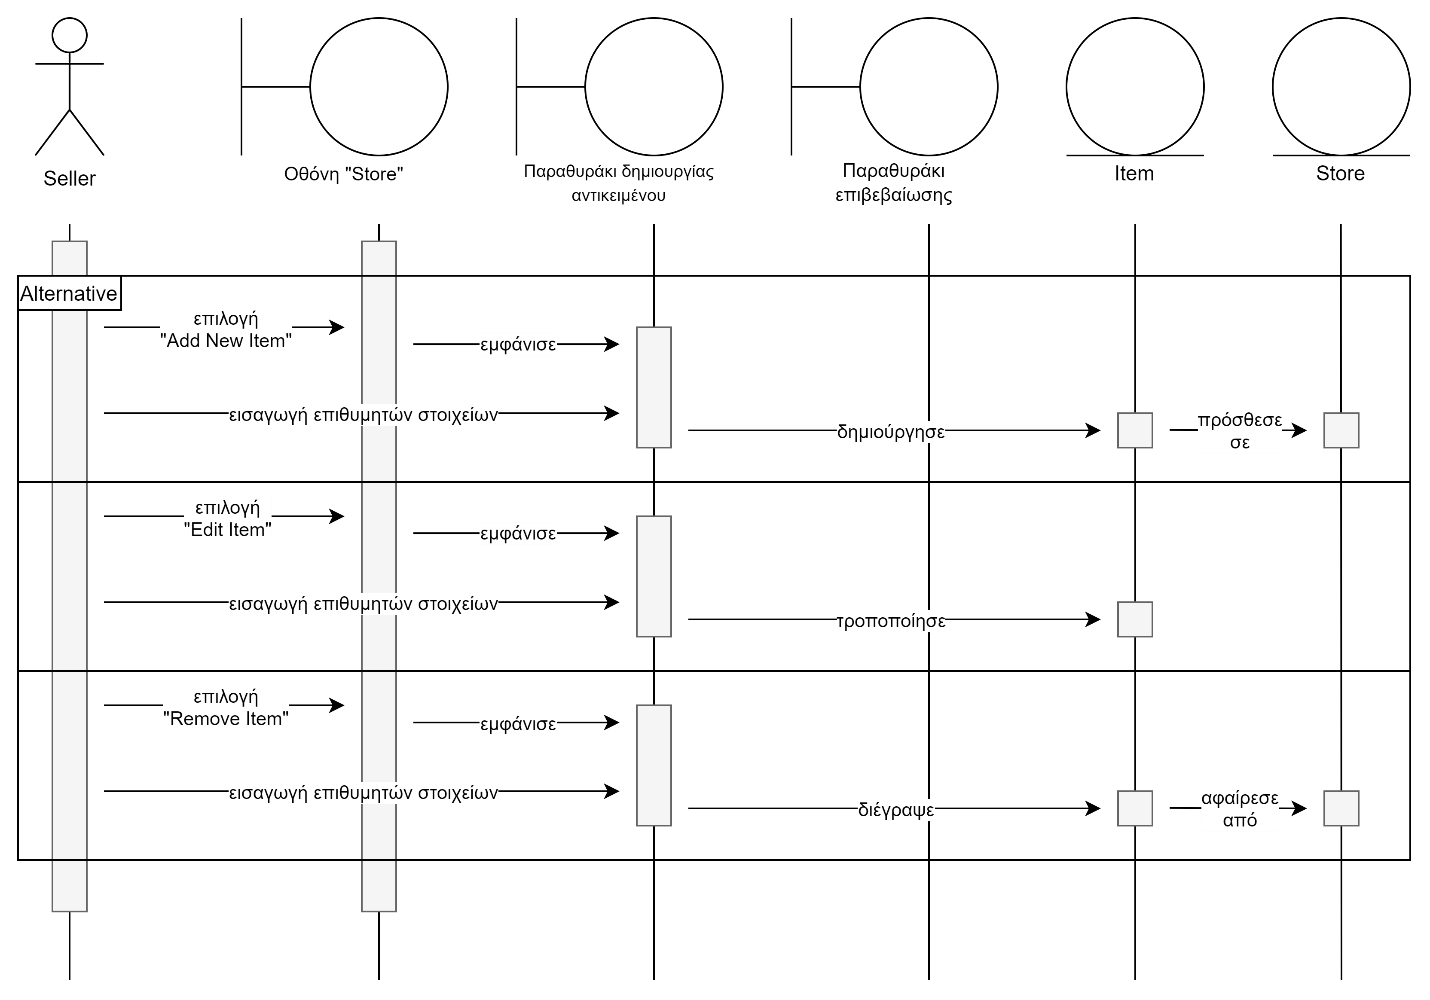 Seller
Οθόνη "Store"
Παραθυράκι δημιουργίας
αντικειμένου
Παραθυράκι
επιβεβαίωσης
Item
Store
Alternative
επιλογή
"Add New Item"
εμφάνισε
εισαγωγή επιθυμητών στοιχείων
δημιούργησε
πρόσθεσε
σε
επιλογή
"Edit Item"
εμφάνισε
εισαγωγή επιθυμητών στοιχείων
τροποποίησε
επιλογή
"Remove Item"
εμφάνισε
εισαγωγή επιθυμητών στοιχείων
διέγραψε
αφαίρεσε
από